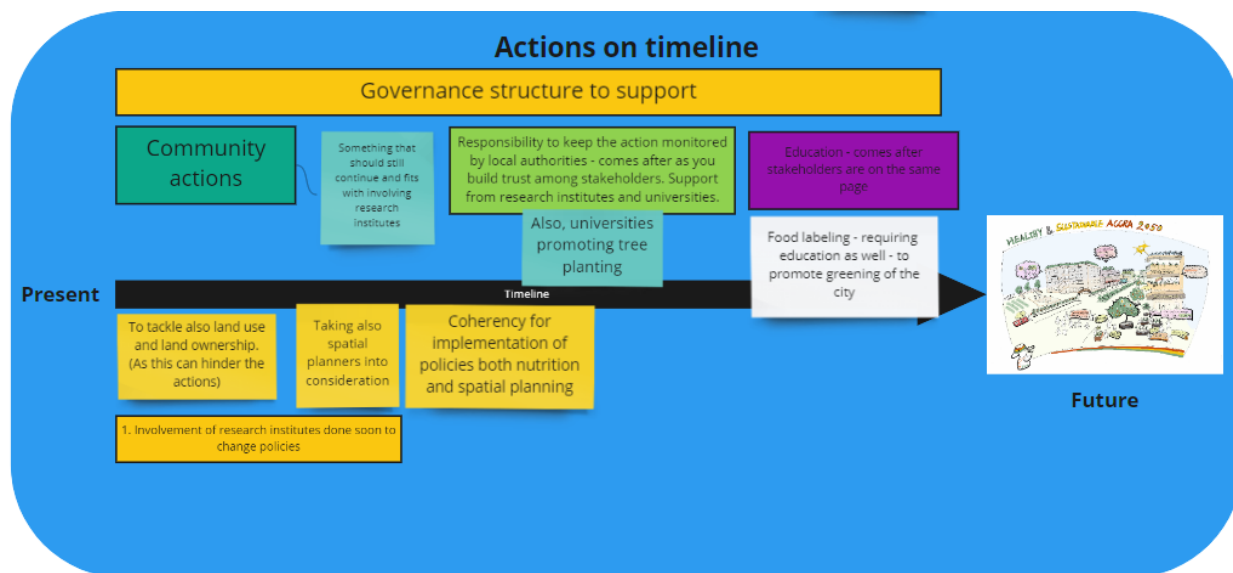 Actions on timeline
Governance structure to support
Community
actions
Something that
should still
continue and fits
with involving
research
institutes
Responsibility to keep the action monitored
by local authorities - comes after as you
build trust among stakeholders. Support
from research institutes and universities.
Education - comes after
stakeholders are on the same
page
Also, universities
promoting tree
planting
Food labeling - requiring
education as well - to
promote greening of the
city
HEALTHY & SUSTAINABLE ACCRA 2050
Present
Timeline
To tackle also land use
and land ownership.
(As this can hinder the
actions)
Taking also
spatial
planners into
consideration
Coherency for
implementation of
policies both nutrition
and spatial planning
Future
1. Involvement of research institutes done soon to
change policies